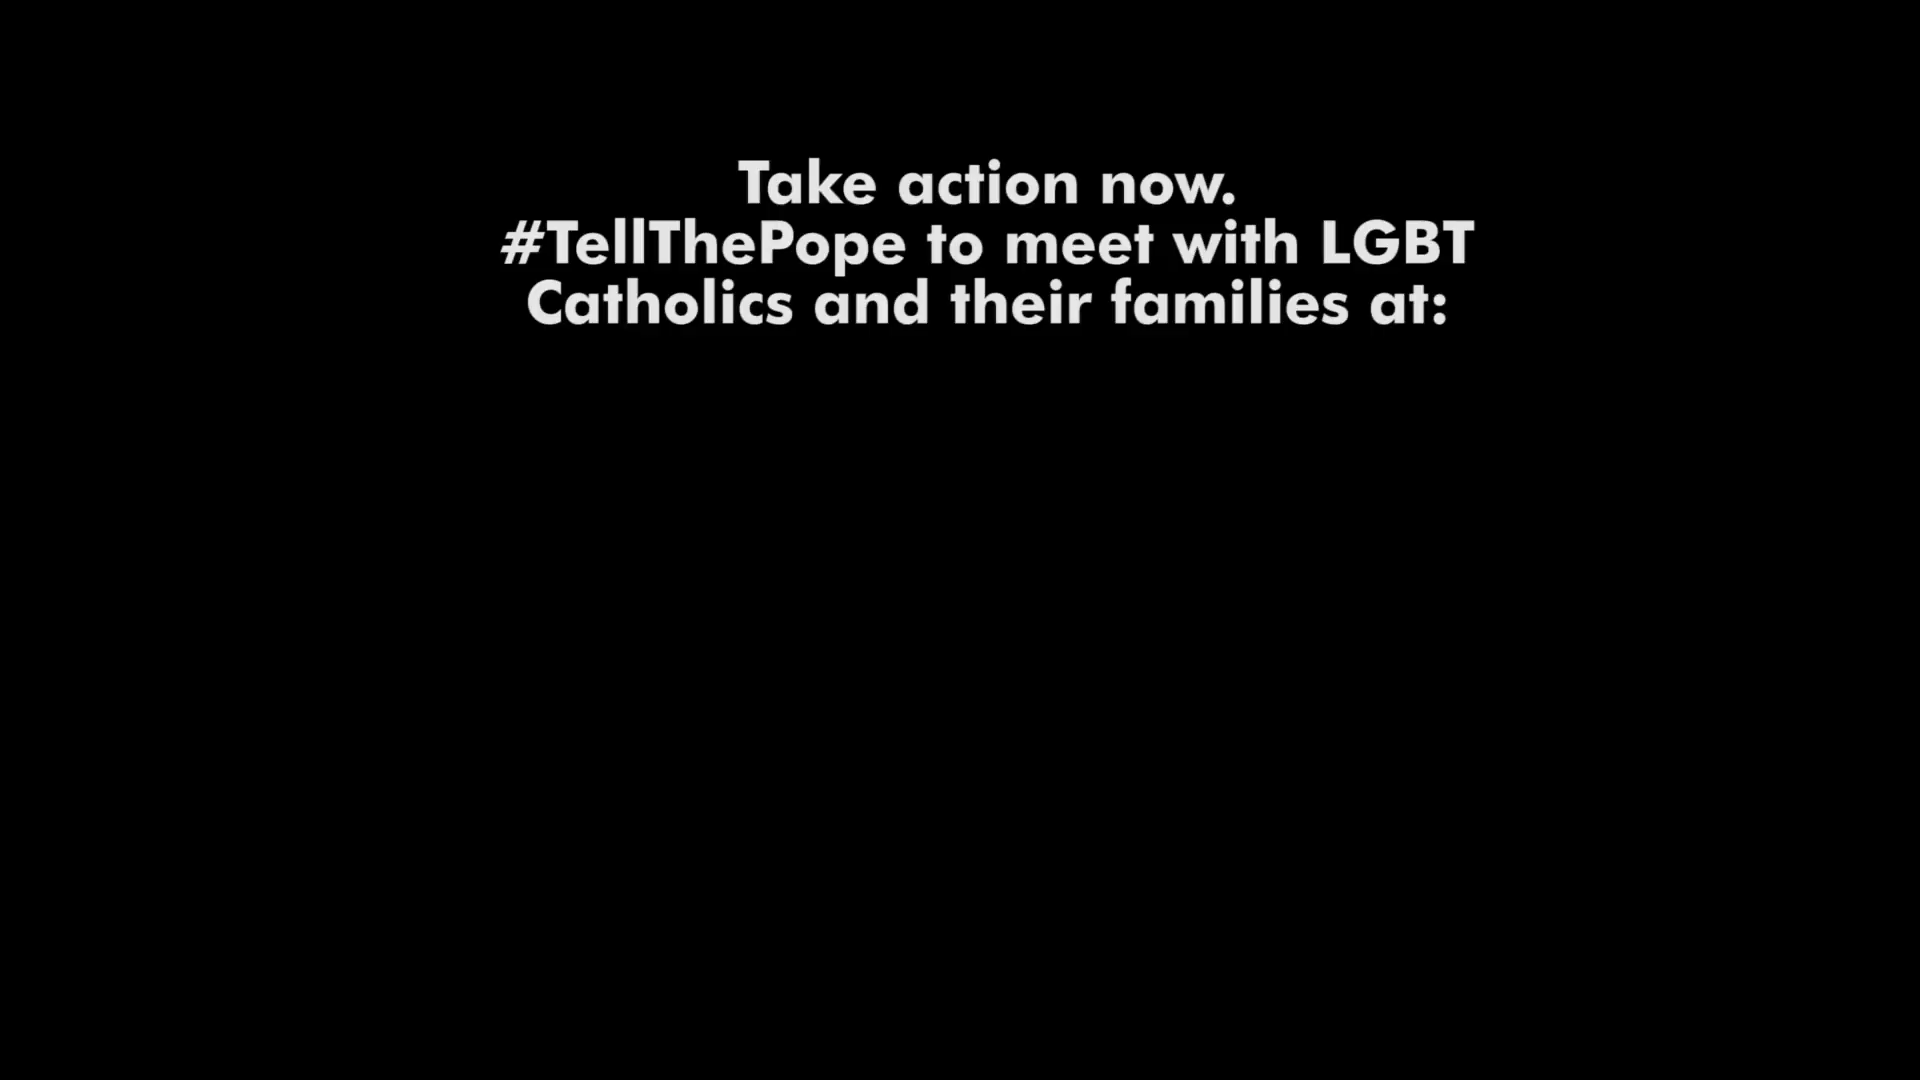 Take action now.
#TellThePope to meet with LGBT
Catholics and their families at: